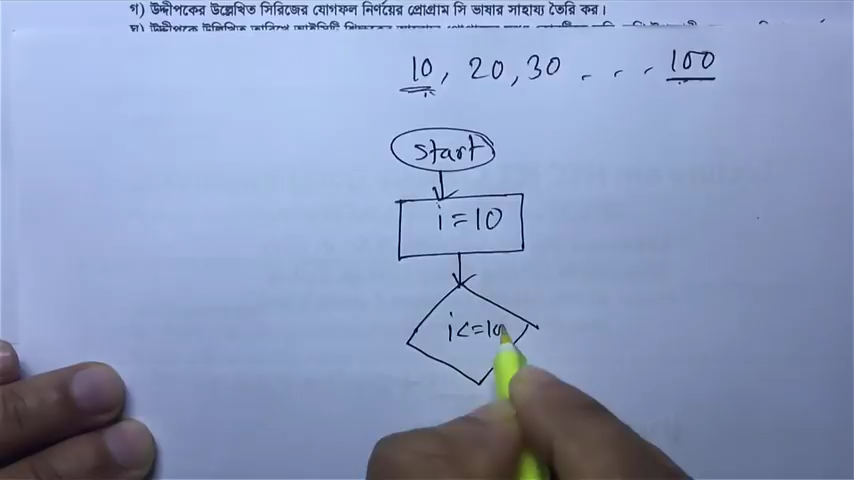 গ) উদ্দীপকের উল্লেখিত সিরিজের যোগফল নির্ণয়ের প্রোগ্রাম সি ভাষার সাহায্য তৈরি কর।
10, 20, 30 . . . 100
start
i=10
i<=10